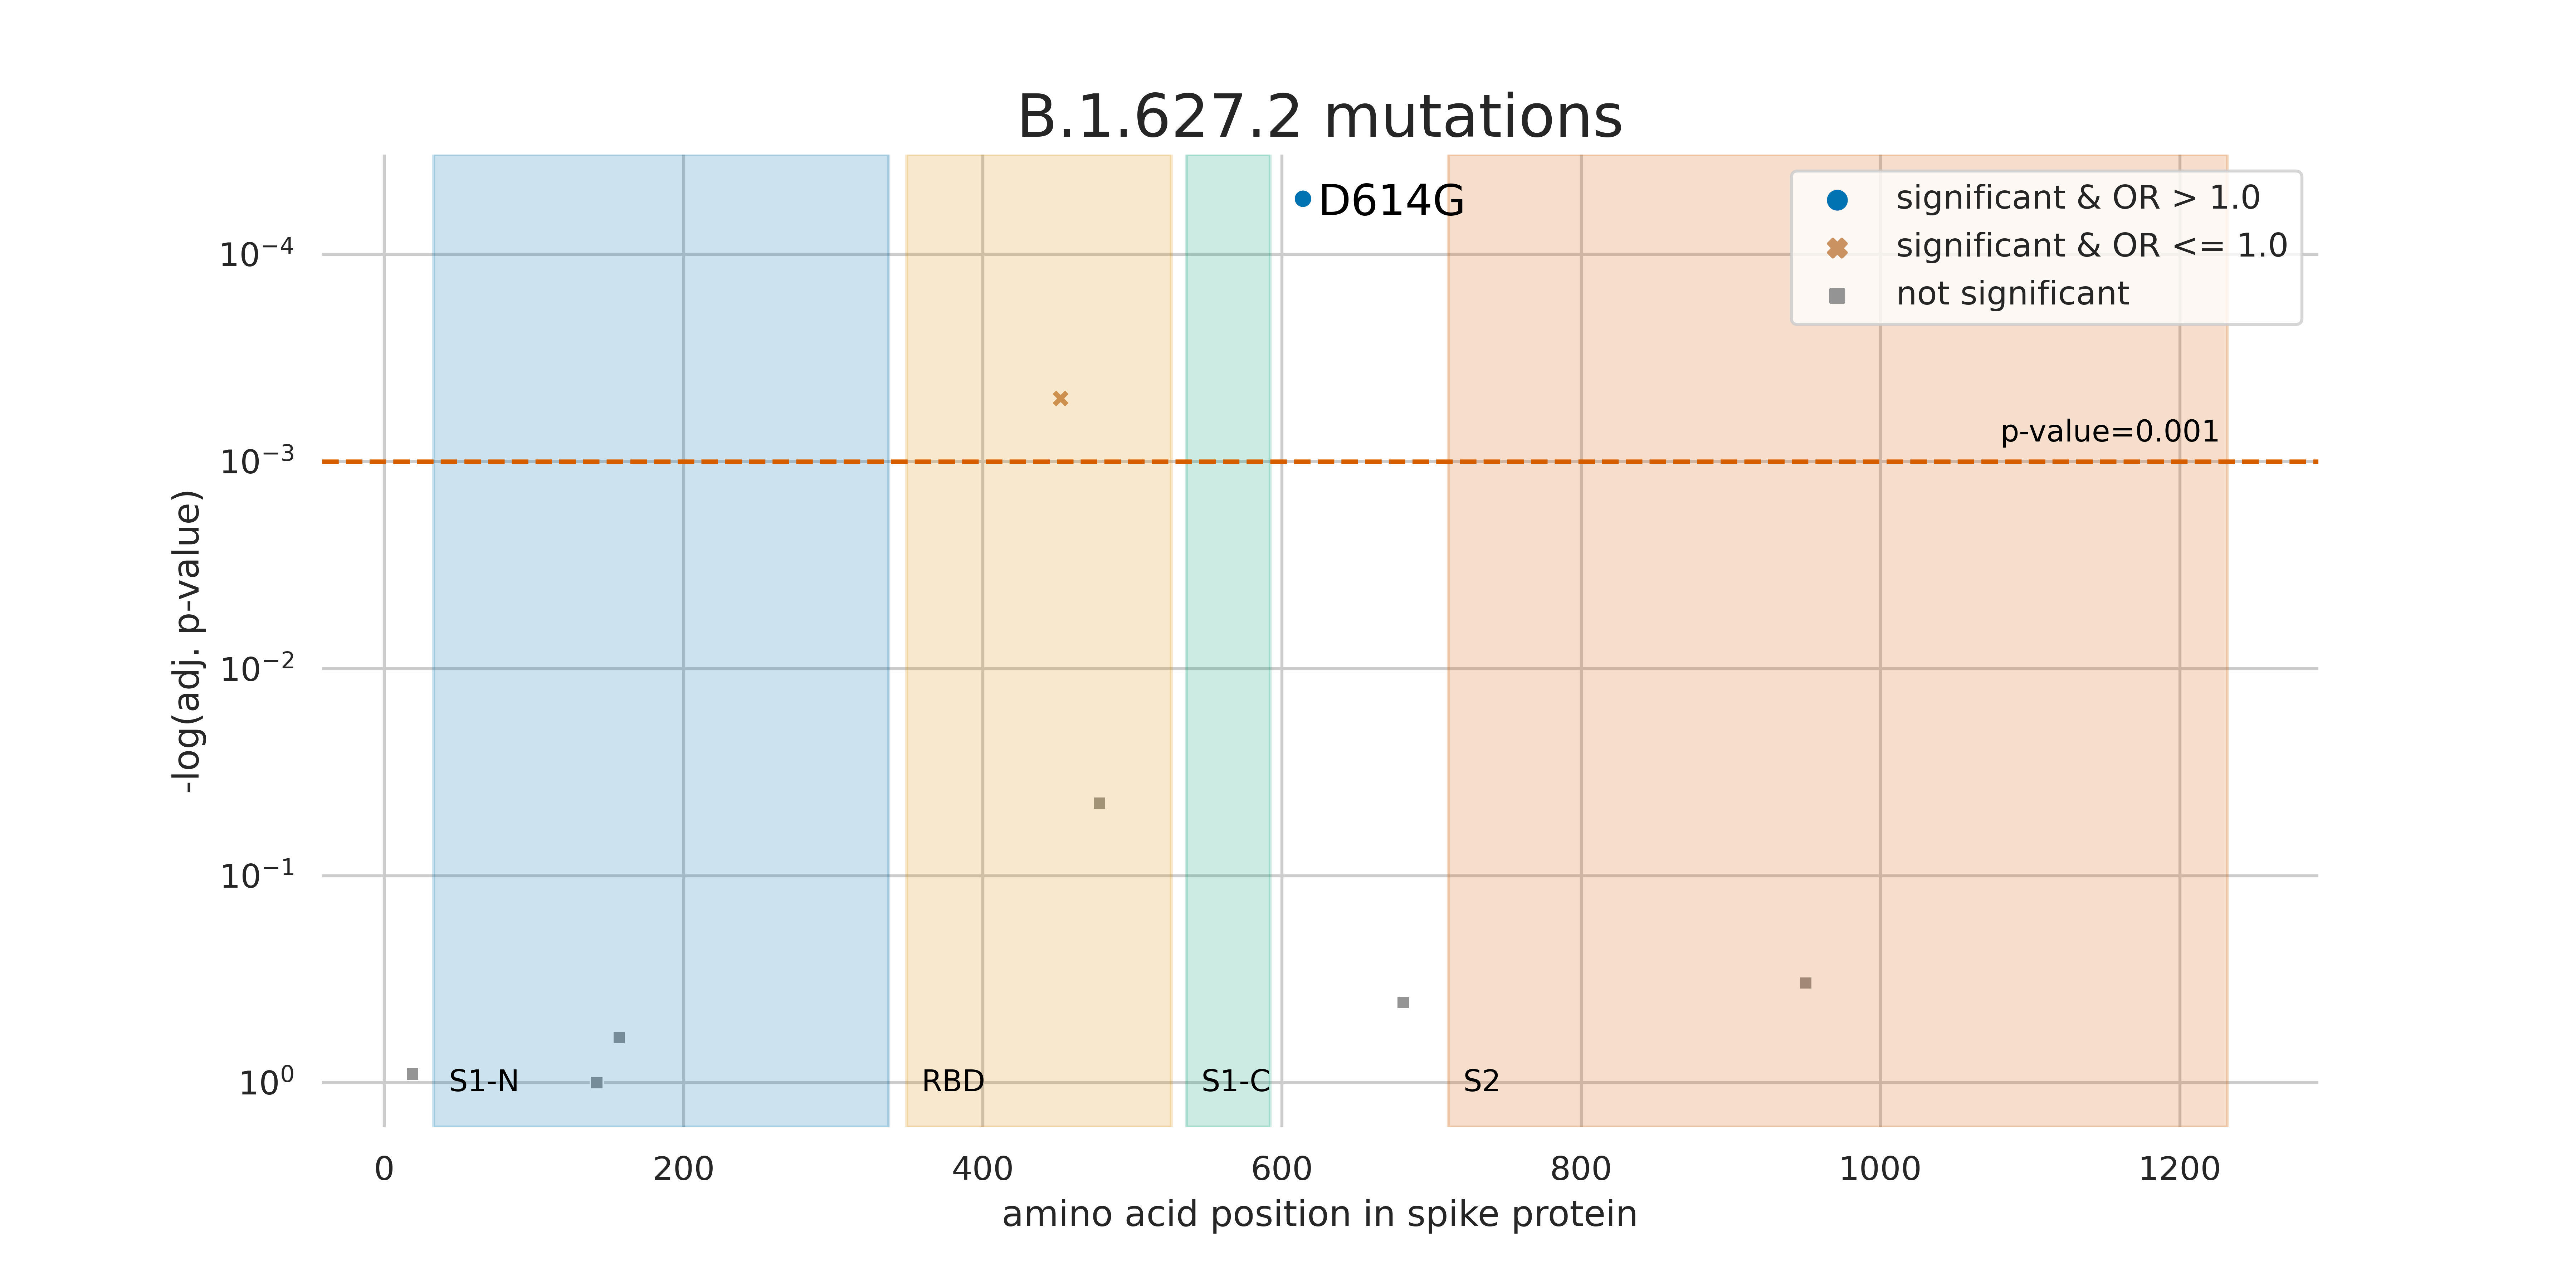 B.1.627.2 mutations
D614G
significant & OR > 1.0
significant & OR <= 1.0
not significant
p-value=0.001
-log(adj. p-value)
10⁻⁴
10⁻³
10⁻²
10⁻¹
10⁰
S1-N
RBD
S1-C
S2
0 200 400 600 800 1000 1200
amino acid position in spike protein